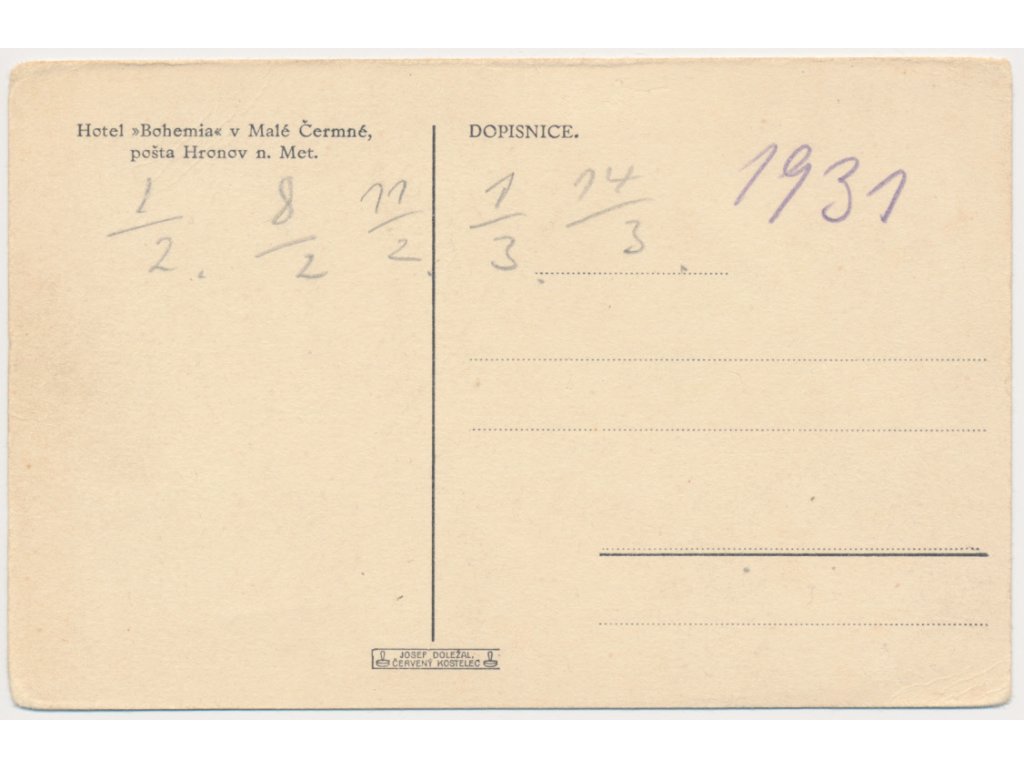 Hotel »Bohemia« v Malé Čermné,
pošta Hronov n. Met.
DOPISNICE.
1/2. 8/2 11/2. 1/3. 14/3.
1931
JOSEF DOLEŽAL,
ČERVENÝ KOSTELEC